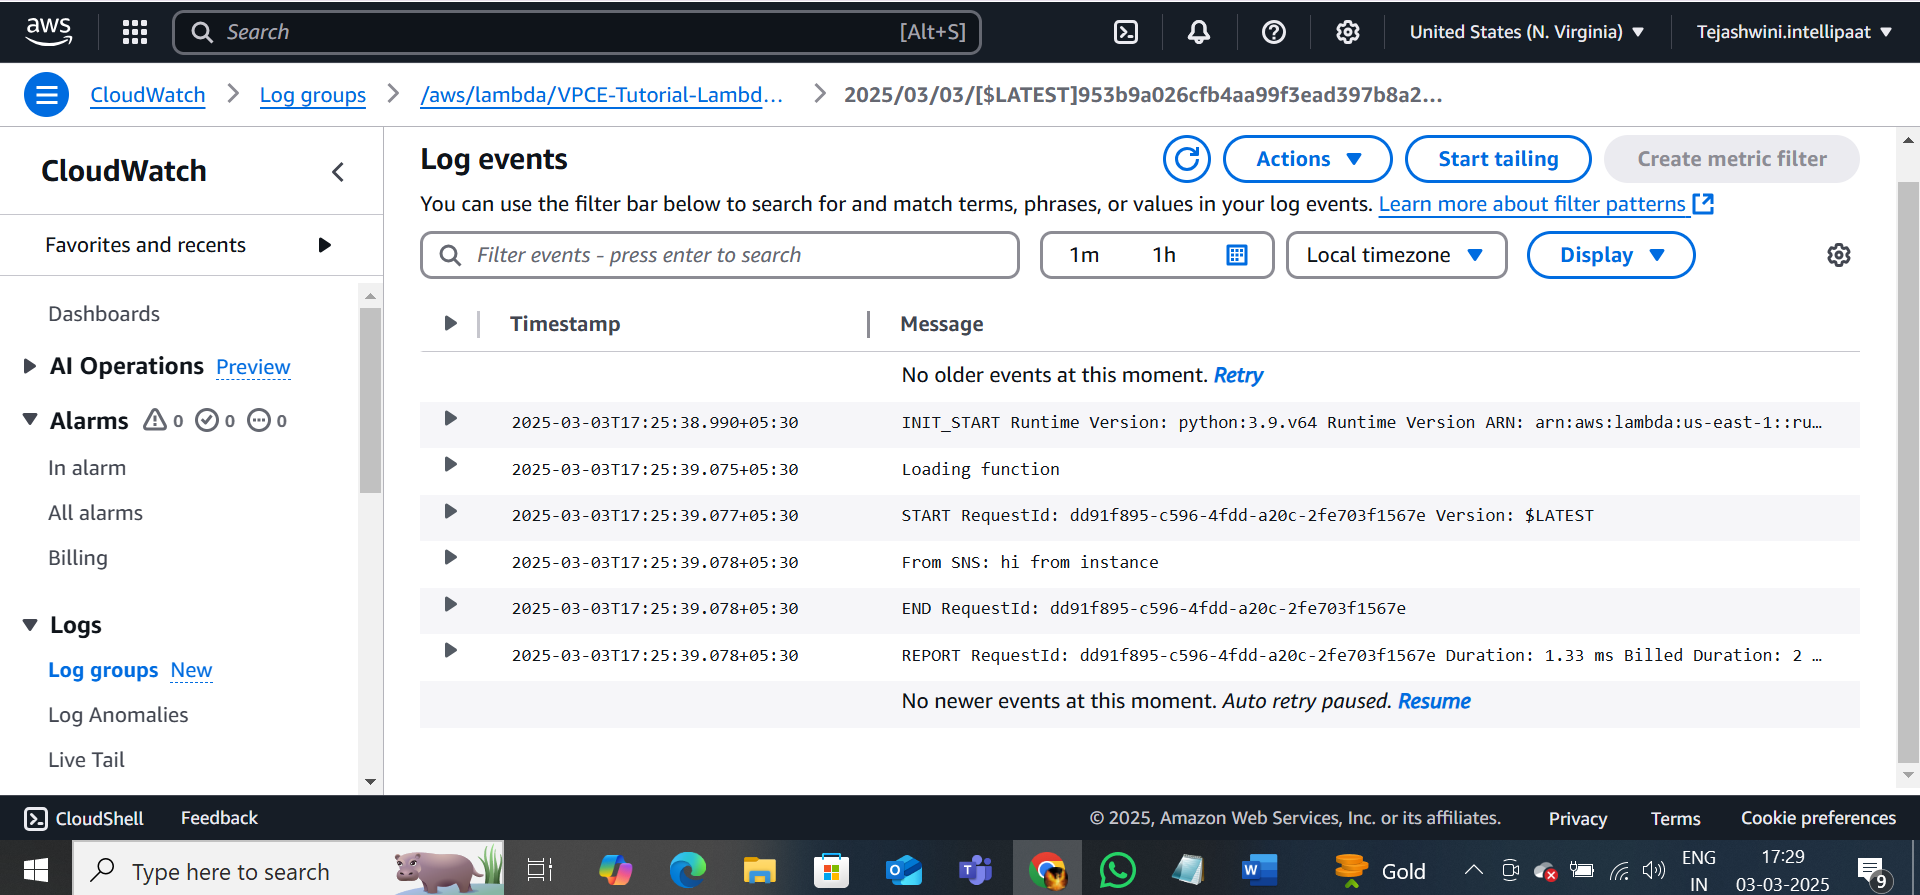 aws
Search [Alt+S]
United States (N. Virginia)
Tejashwini.intellipaat
CloudWatch
Log groups
/aws/lambda/VPCE-Tutorial-Lambd...
2025/03/03/[$LATEST]953b9a026cfb4aa99f3ead397b8a2...
CloudWatch
Favorites and recents
Dashboards
AI Operations Preview
Alarms 0 0 0
In alarm
All alarms
Billing
Logs
Log groups New
Log Anomalies
Live Tail
Log events
Actions
Start tailing
Create metric filter
You can use the filter bar below to search for and match terms, phrases, or values in your log events. Learn more about filter patterns
Filter events - press enter to search
1m 1h
Local timezone
Display
Timestamp Message
No older events at this moment. Retry
2025-03-03T17:25:38.990+05:30 INIT_START Runtime Version: python:3.9.v64 Runtime Version ARN: arn:aws:lambda:us-east-1::ru...
2025-03-03T17:25:39.075+05:30 Loading function
2025-03-03T17:25:39.077+05:30 START RequestId: dd91f895-c596-4fdd-a20c-2fe703f1567e Version: $LATEST
2025-03-03T17:25:39.078+05:30 From SNS: hi from instance
2025-03-03T17:25:39.078+05:30 END RequestId: dd91f895-c596-4fdd-a20c-2fe703f1567e
2025-03-03T17:25:39.078+05:30 REPORT RequestId: dd91f895-c596-4fdd-a20c-2fe703f1567e Duration: 1.33 ms Billed Duration: 2 ...
No newer events at this moment. Auto retry paused. Resume
CloudShell
Feedback
© 2025, Amazon Web Services, Inc. or its affiliates.
Privacy
Terms
Cookie preferences
Type here to search
Gold
ENG
IN
17:29
03-03-2025
9